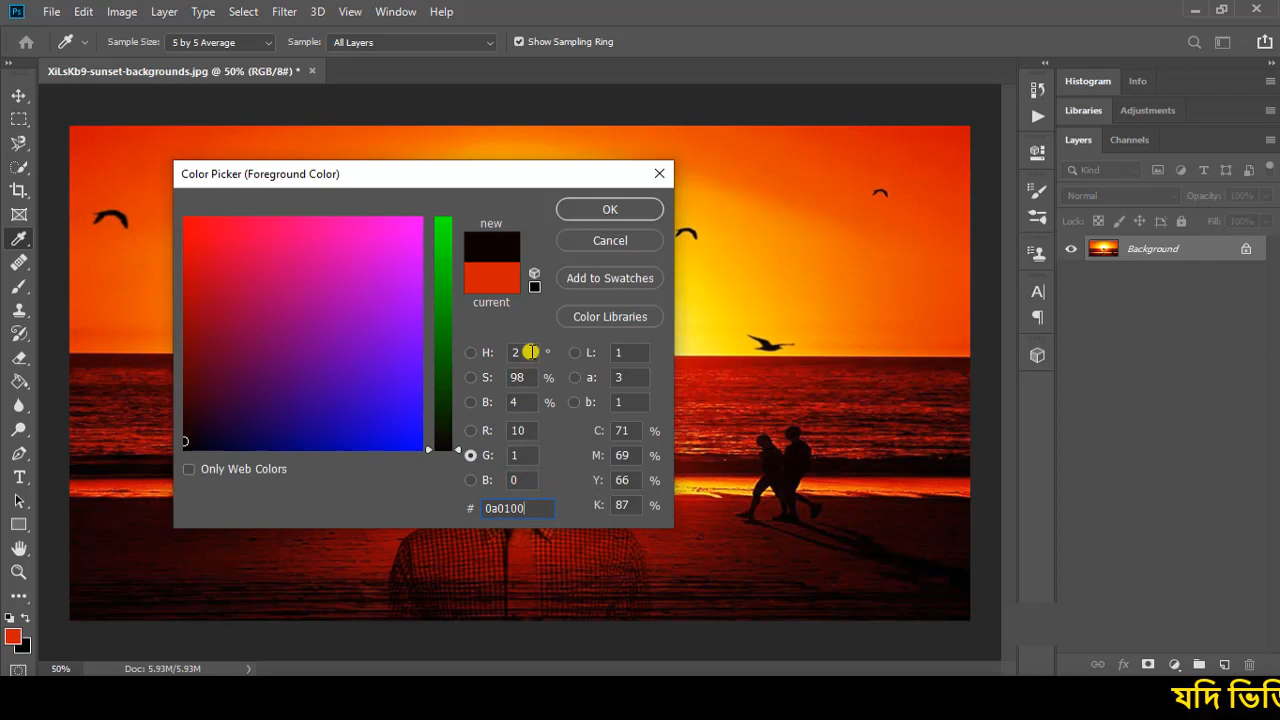 Ps File Edit Image Layer Type Select Filter 3D View Window Help
Sample Size: 5 by 5 Average Sample: All Layers Show Sampling Ring
XiLsKb9-sunset-backgrounds.jpg @ 50% (RGB/8#) *
Histogram Info
Libraries Adjustments
Layers Channels
Kind
Normal Opacity: 100%
Lock: Fill: 100%
Background
Color Picker (Foreground Color)
new
current
OK
Cancel
Add to Swatches
Color Libraries
H: 2 ° L: 1
S: 98 % a: 3
B: 4 % b: 1
R: 10 C: 71 %
G: 1 M: 69 %
B: 0 Y: 66 %
# 0a0100 K: 87 %
Only Web Colors
50% Doc: 5.93M/5.93M
যদি